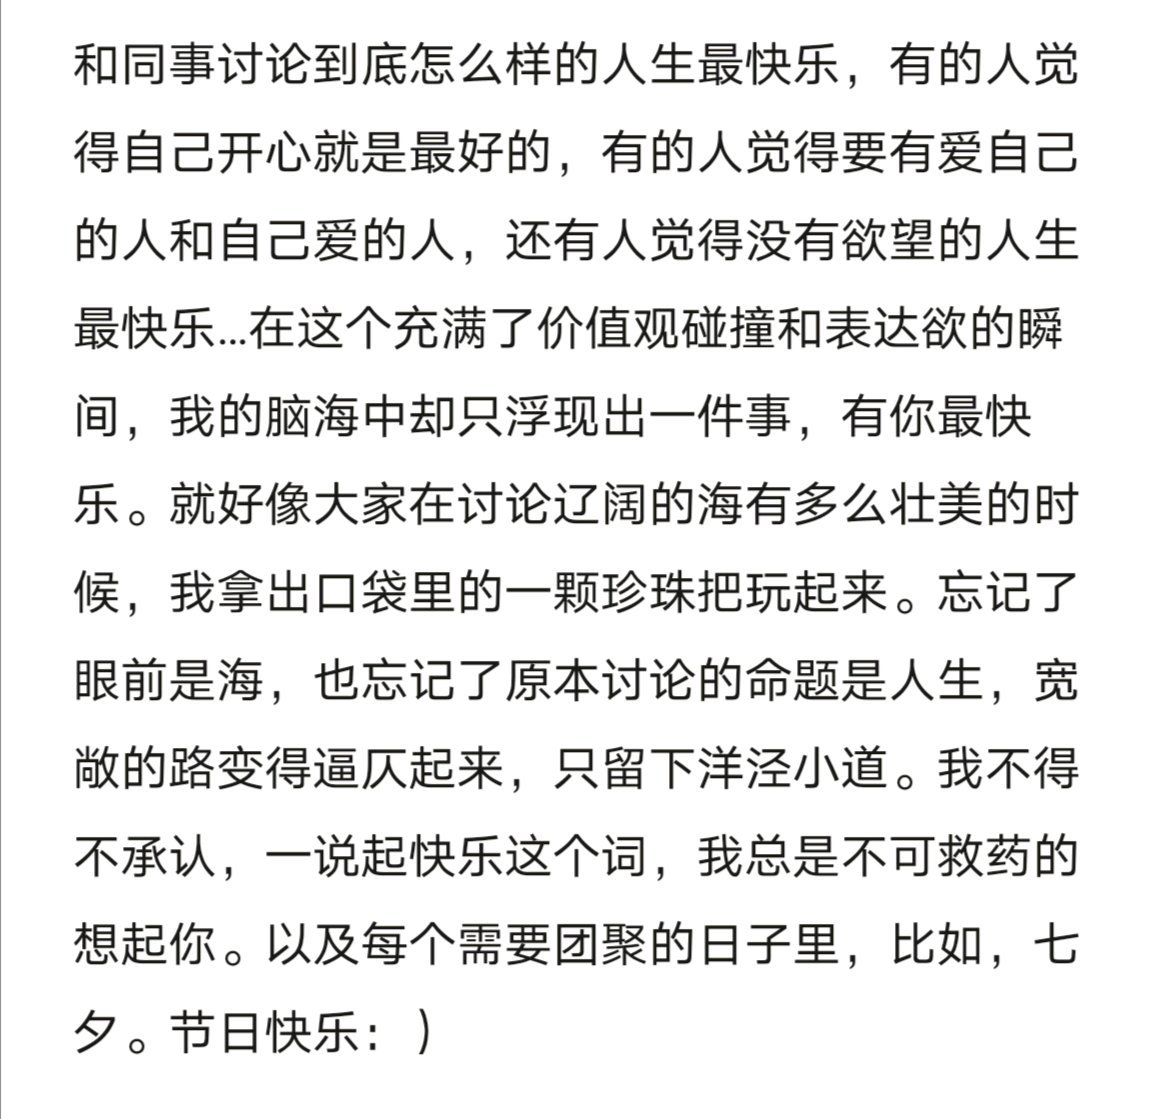 和同事讨论到底怎么样的人生最快乐，有的人觉
得自己开心就是最好的，有的人觉得要有爱自己
的人和自己爱的人，还有人觉得没有欲望的人生
最快乐...在这个充满了价值观碰撞和表达欲的瞬
间，我的脑海中却只浮现出一件事，有你最快
乐。就好像大家在讨论辽阔的海有多么壮美的时
候，我拿出口袋里的一颗珍珠把玩起来。忘记了
眼前是海，也忘记了原本讨论的命题是人生，宽
敞的路变得逼仄起来，只留下洋泾小道。我不得
不承认，一说起快乐这个词，我总是不可救药的
想起你。以及每个需要团聚的日子里，比如，七
夕。节日快乐：）